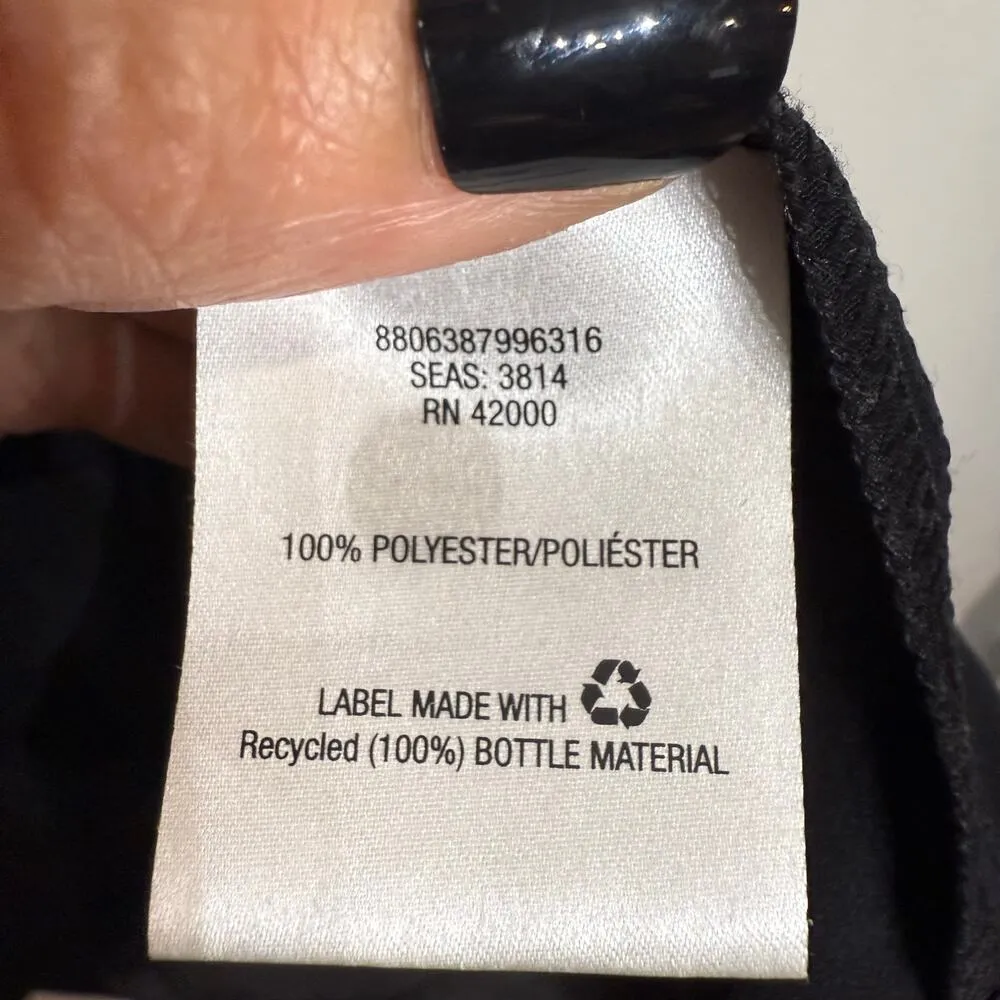 8806387996316
SEAS: 3814
RN 42000
100% POLYESTER/POLIÉSTER
LABEL MADE WITH
Recycled (100%) BOTTLE MATERIAL